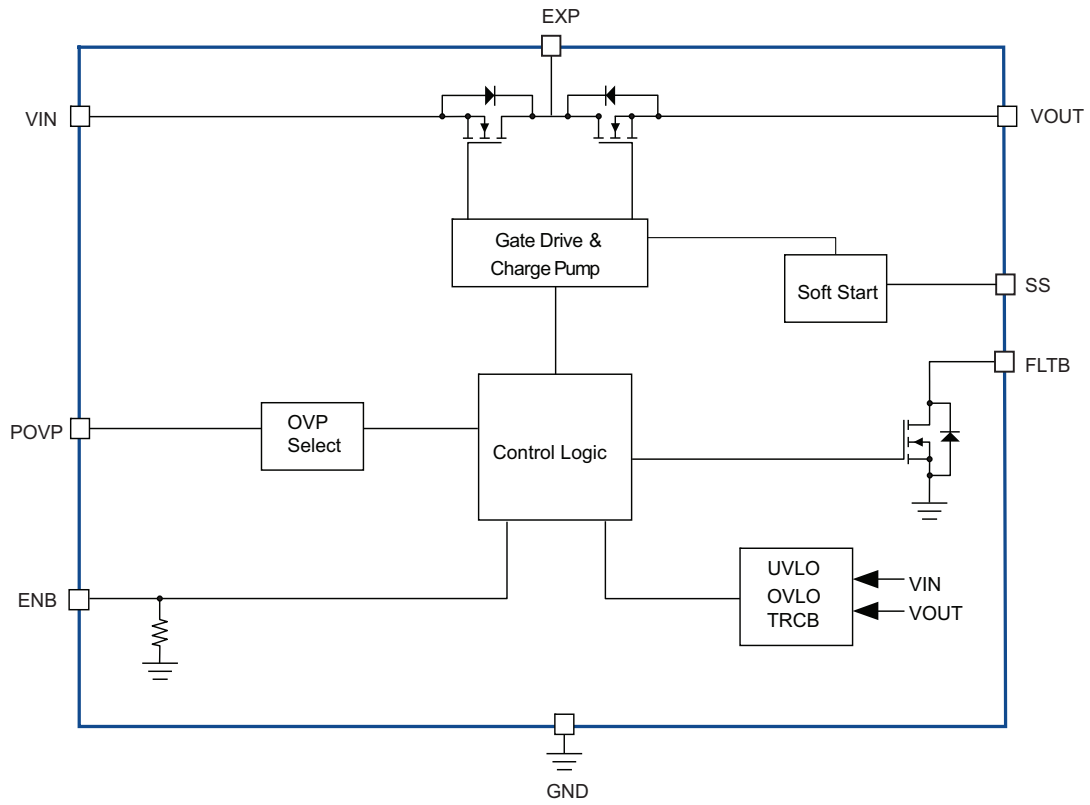 EXP
VIN
VOUT
Gate Drive &
Charge Pump
Soft Start
SS
FLTB
POVP
OVP
Select
Control Logic
ENB
UVLO
OVLO
TRCB
VIN
VOUT
GND